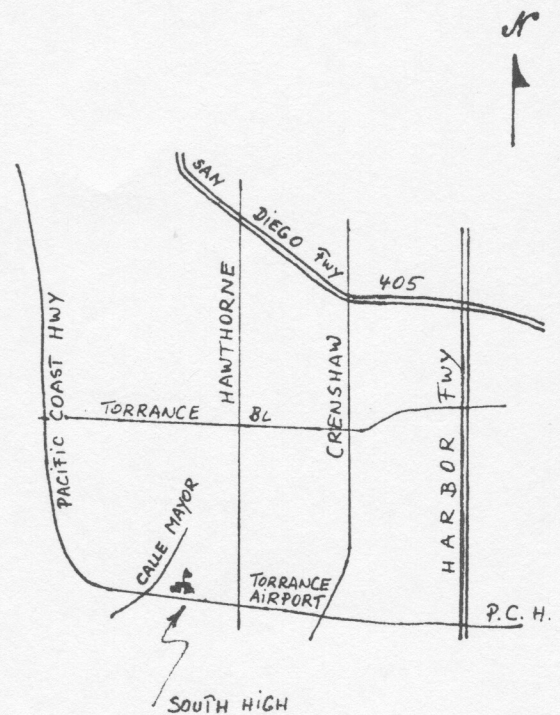 N
SAN
DIEGO FWY
405
PACIFIC COAST HWY
HAWTHORNE
CRENSHAW
HARBOR FWY
TORRANCE BL
CALLE MAYOR
TORRANCE
AIRPORT
P.C.H.
SOUTH HIGH